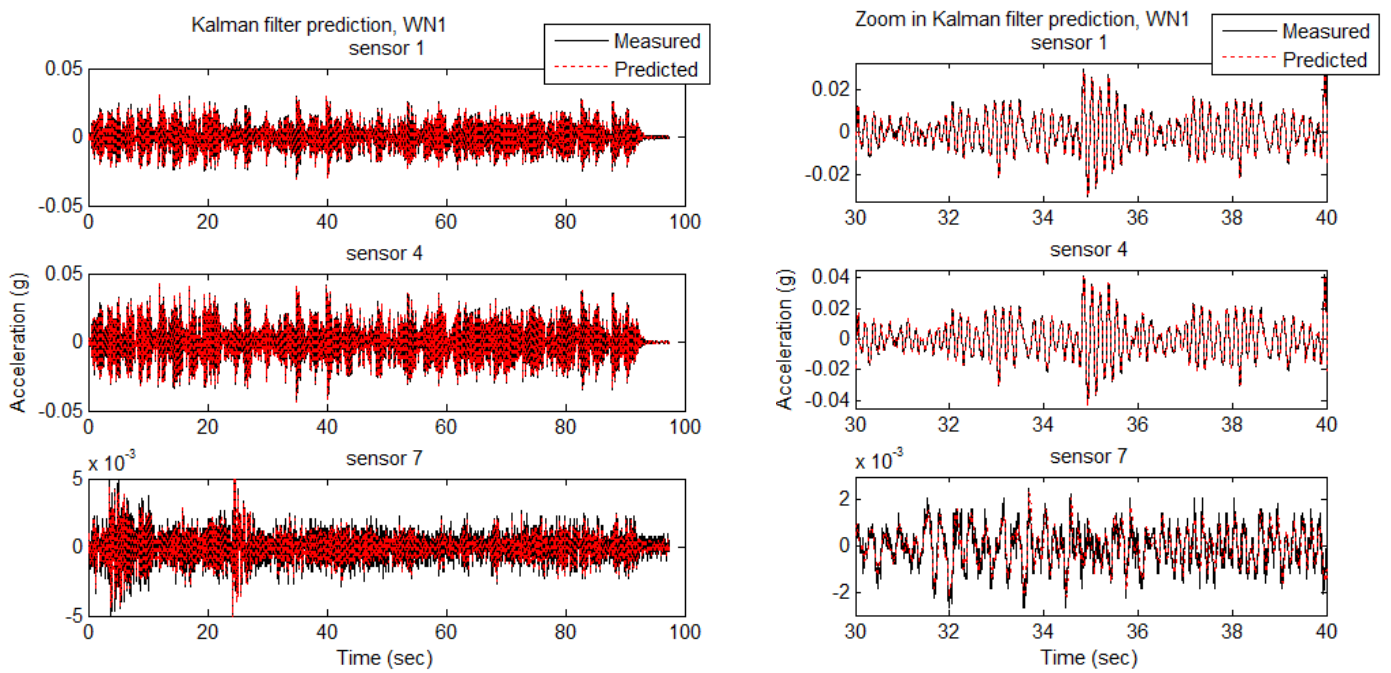 Kalman filter prediction, WN1
sensor 1
Measured
Predicted
0.05
0
-0.05
0 20 40 60 80 100
sensor 4
0.05
0
-0.05
0 20 40 60 80 100
Acceleration (g)
sensor 7
x 10-3
5
0
-5
0 20 40 60 80 100
Time (sec)
Zoom in Kalman filter prediction, WN1
sensor 1
Measured
Predicted
0.02
0
-0.02
30 32 34 36 38 40
sensor 4
0.04
0.02
0
-0.02
-0.04
30 32 34 36 38 40
Acceleration (g)
sensor 7
x 10-3
2
0
-2
30 32 34 36 38 40
Time (sec)